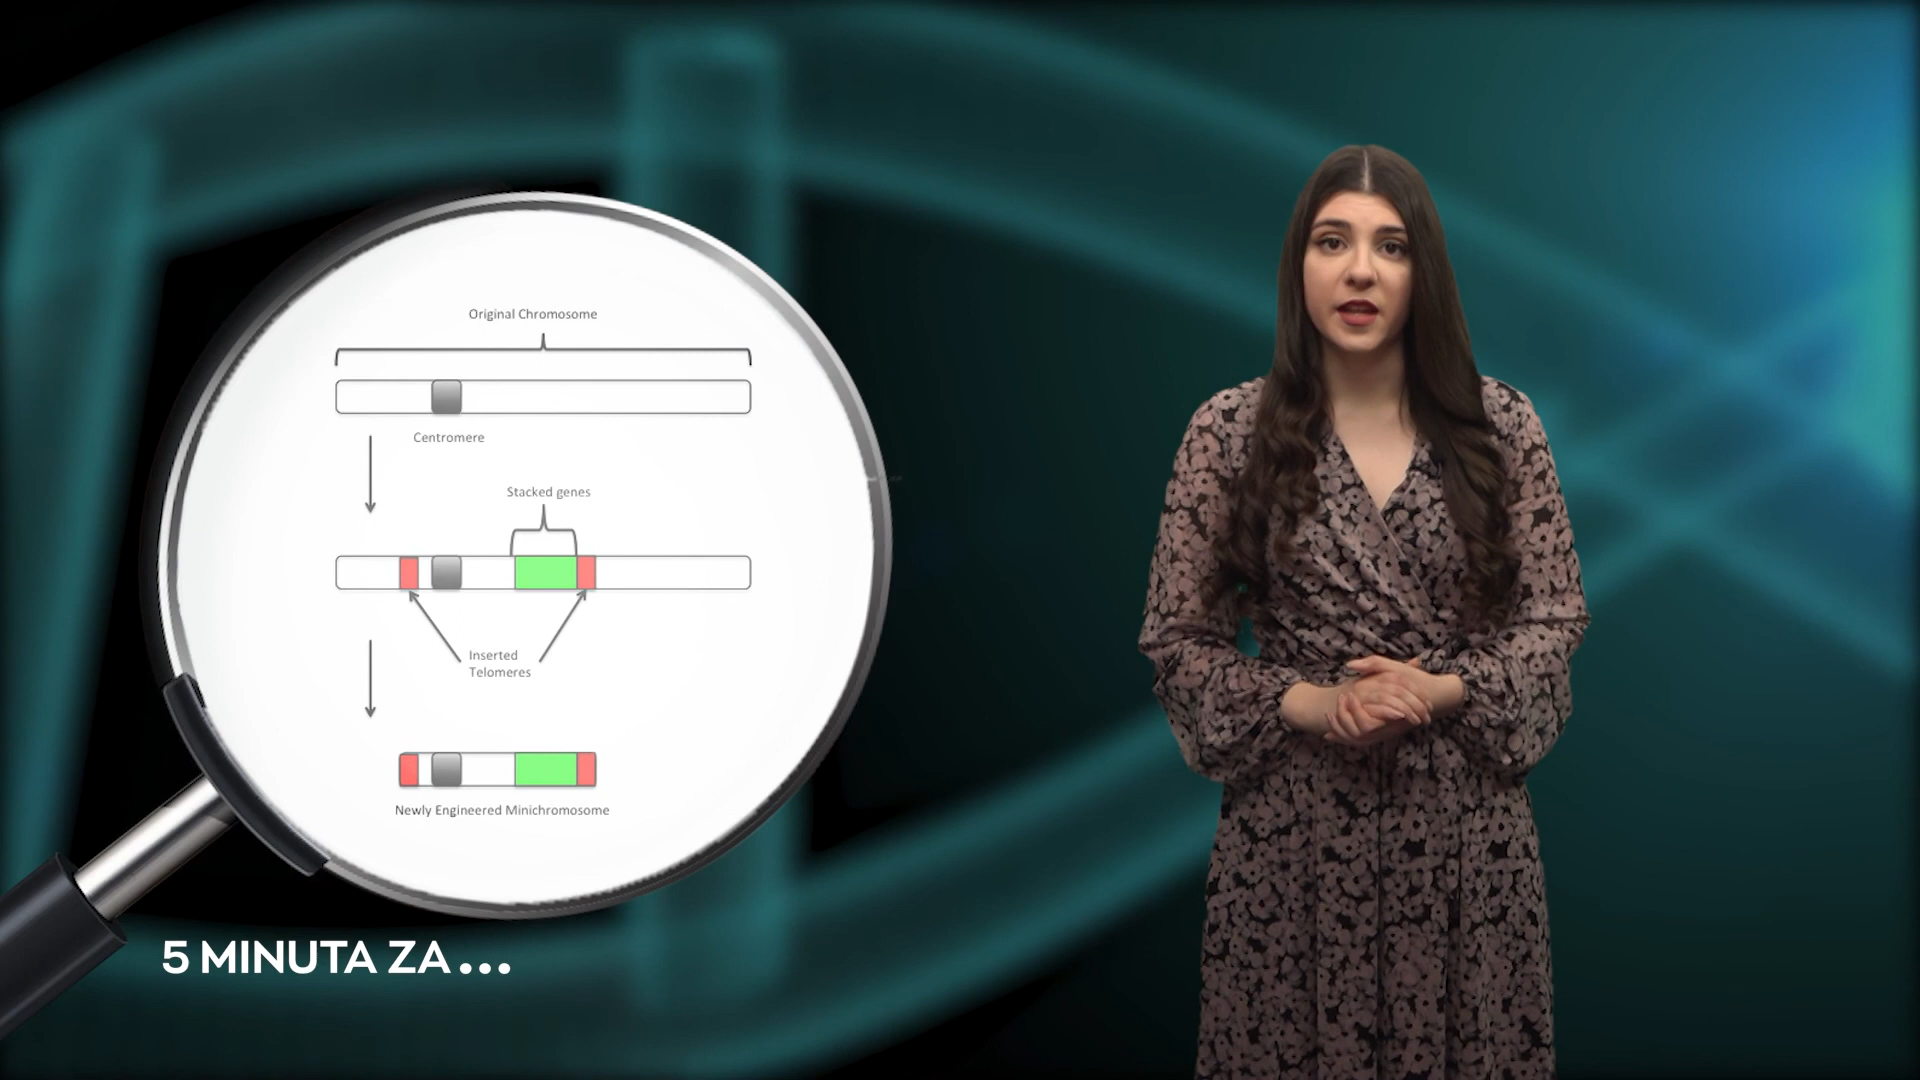 Original Chromosome
Centromere
Stacked genes
Inserted
Telomeres
Newly Engineered Minichromosome
5 MINUTA ZA...